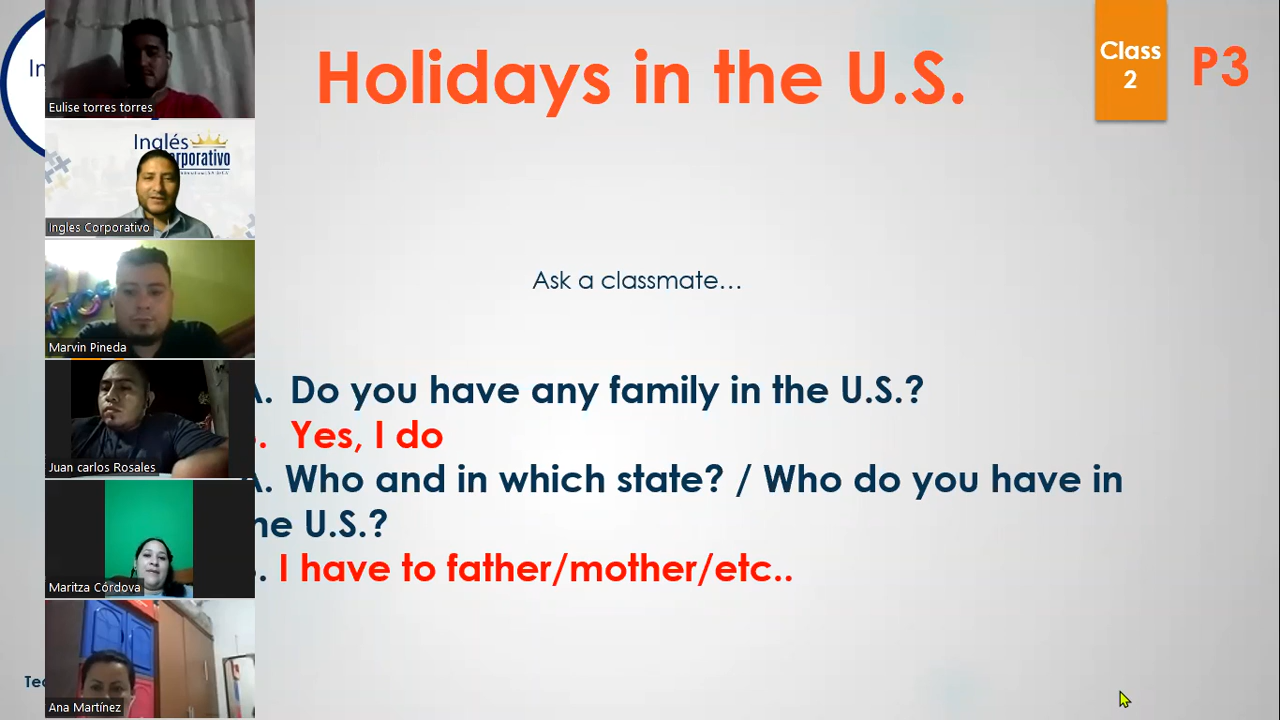 Holidays in the U.S.
Class
2
P3
Ask a classmate...
A. Do you have any family in the U.S.?
. Yes, I do
A. Who and in which state? / Who do you have in
he U.S.?
. I have to father/mother/etc..
Eulise torres torres
Inglés
rporativo
Ingles Corporativo
Marvin Pineda
Juan carlos Rosales
Maritza Córdova
Ana Martínez